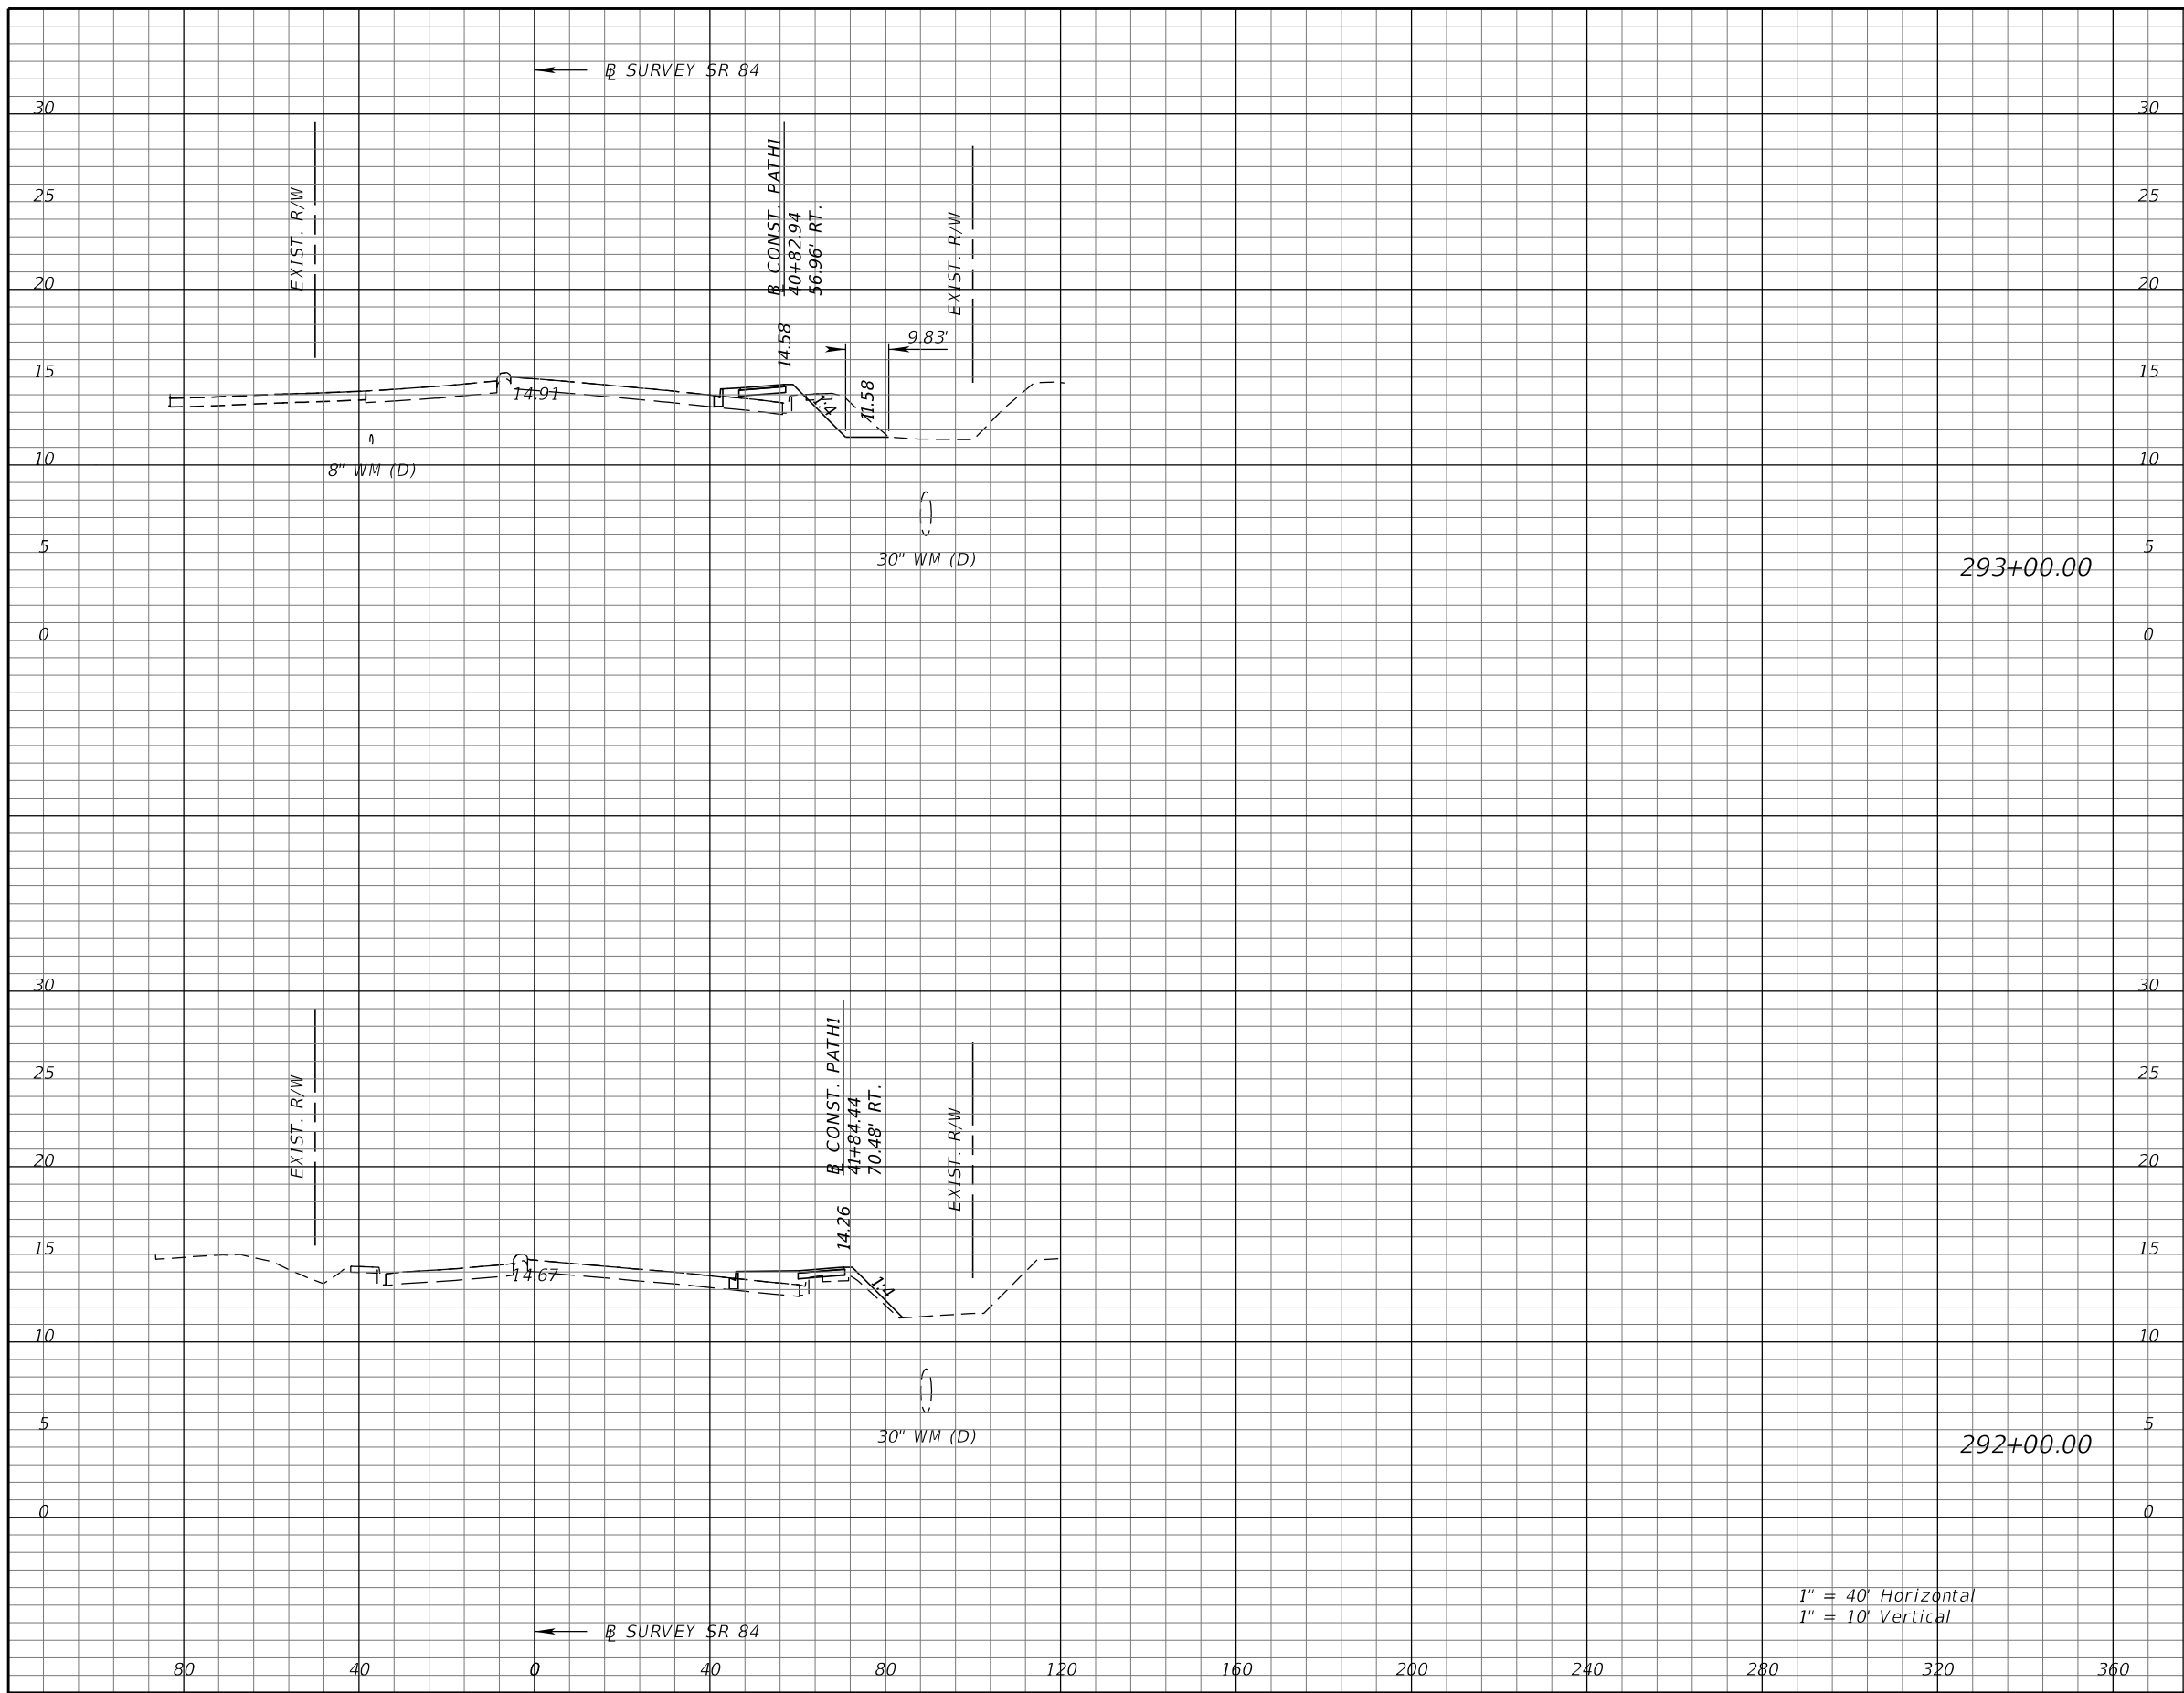 ℄ SURVEY SR 84
30 30
25 25
20 20
15 15
10 10
5 5
0 0
EXIST. R/W
℄ CONST. PATH1
40+82.94
56.96' RT.
EXIST. R/W
14.58
9.83'
14.91
1:4
11.58
8" WM (D)
30" WM (D)
293+00.00
30 30
25 25
20 20
15 15
10 10
5 5
0 0
EXIST. R/W
℄ CONST. PATH1
41+84.44
70.48' RT.
EXIST. R/W
14.26
14.67
1:4
30" WM (D)
292+00.00
1" = 40' Horizontal
1" = 10' Vertical
℄ SURVEY SR 84
80 40 0 40 80 120 160 200 240 280 320 360